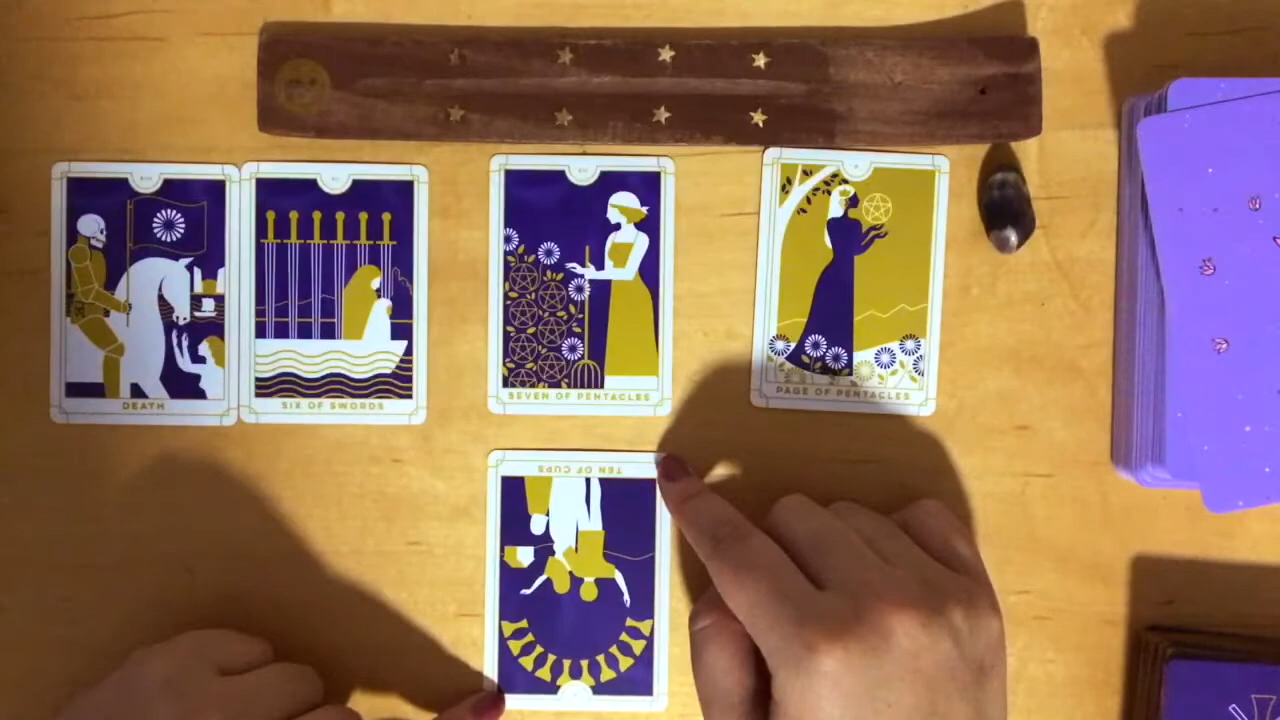 DEATH
SIX OF SWORDS
SEVEN OF PENTACLES
PAGE OF PENTACLES
TEN OF CUPS